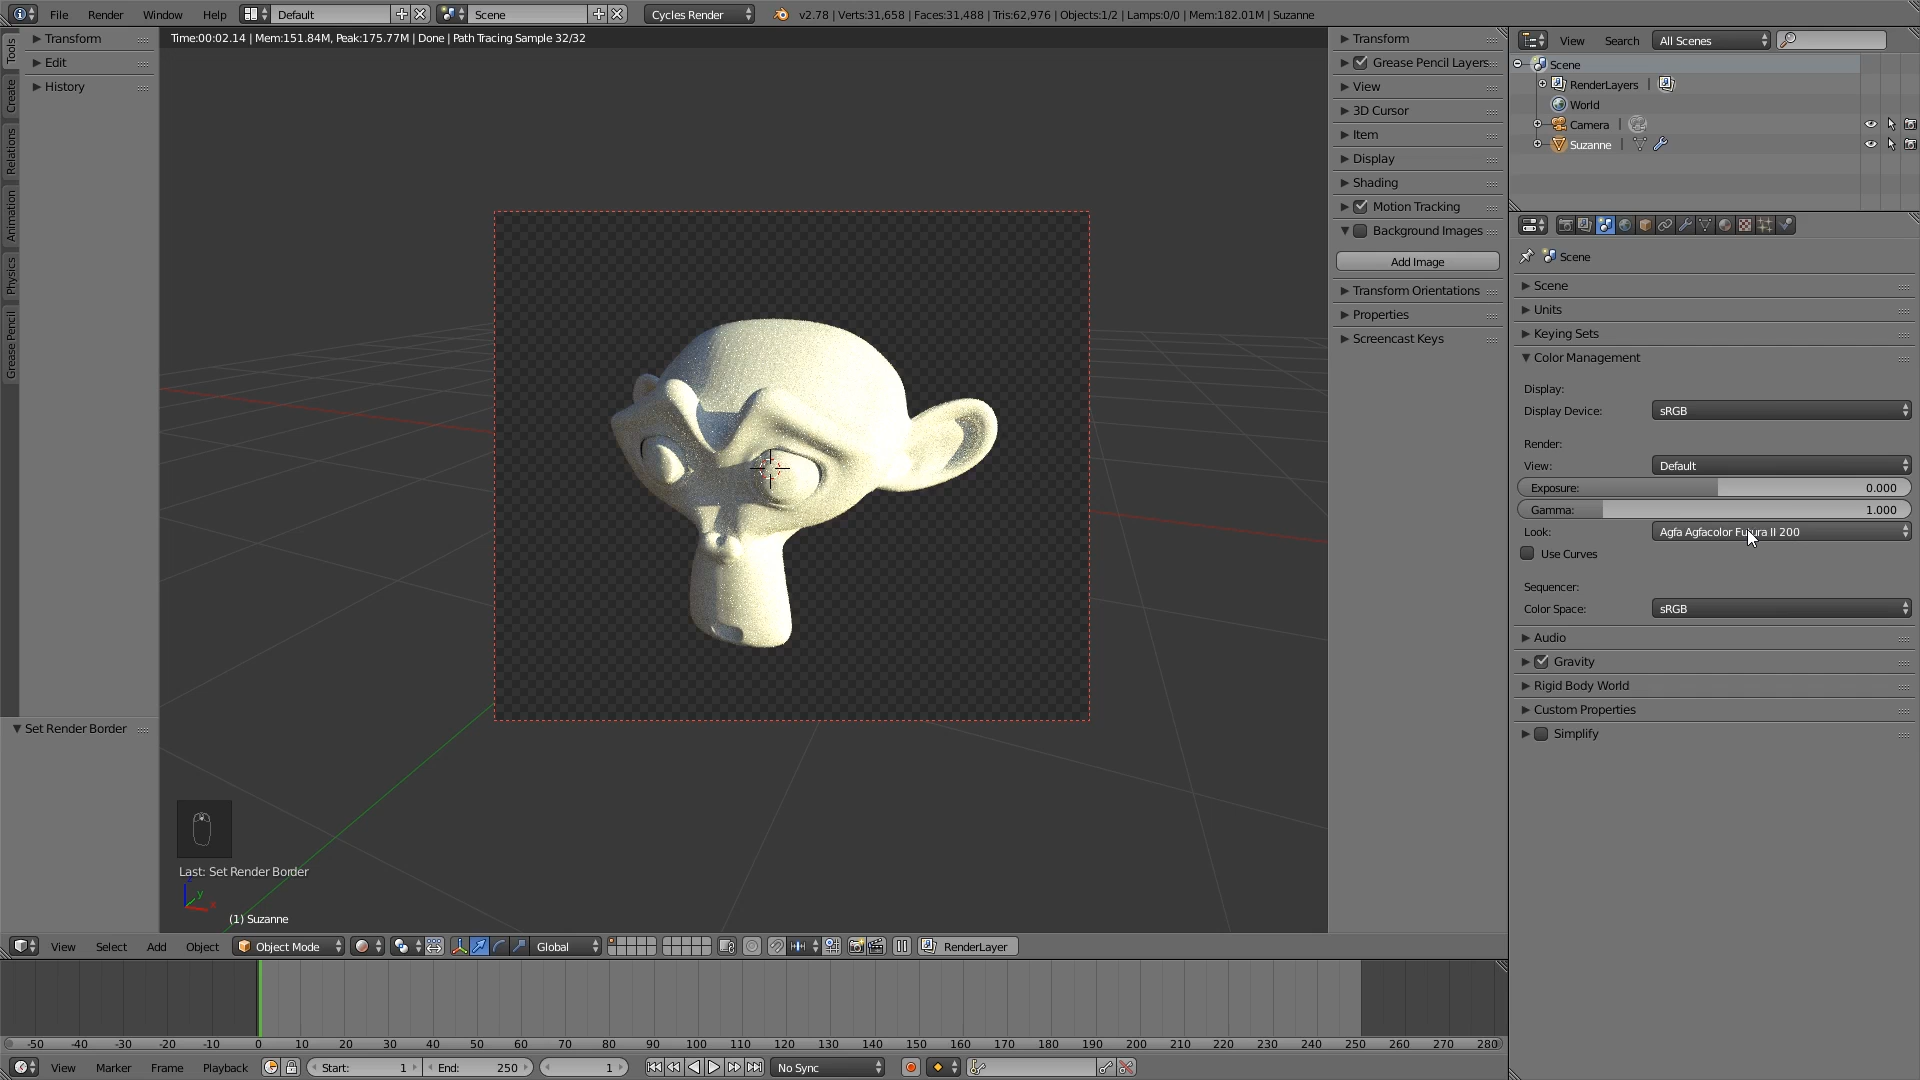 File Render Window Help Default Scene Cycles Render v2.78 | Verts:31,658 | Faces:31,488 | Tris:62,976 | Objects:1/2 | Lamps:0/0 | Mem:182.01M | Suzanne
Time:00:02.14 | Mem:151.84M, Peak:175.77M | Done | Path Tracing Sample 32/32
Tools
Create
Relations
Animation
Physics
Grease Pencil
Transform
Edit
History
Set Render Border
Last: Set Render Border
z
y
x
(1) Suzanne
Transform
Grease Pencil Layers
View
3D Cursor
Item
Display
Shading
Motion Tracking
Background Images
Add Image
Transform Orientations
Properties
Screencast Keys
View Search All Scenes
Scene
RenderLayers |
World
Camera |
Suzanne |
Scene
Scene
Units
Keying Sets
Color Management
Display:
Display Device: sRGB
Render:
View: Default
Exposure: 0.000
Gamma: 1.000
Look: Agfa Agfacolor Futura II 200
Use Curves
Sequencer:
Color Space: sRGB
Audio
Gravity
Rigid Body World
Custom Properties
Simplify
View Select Add Object Object Mode Global RenderLayer
-50 -40 -30 -20 -10 0 10 20 30 40 50 60 70 80 90 100 110 120 130 140 150 160 170 180 190 200 210 220 230 240 250 260 270 280
View Marker Frame Playback Start: 1 End: 250 1 No Sync